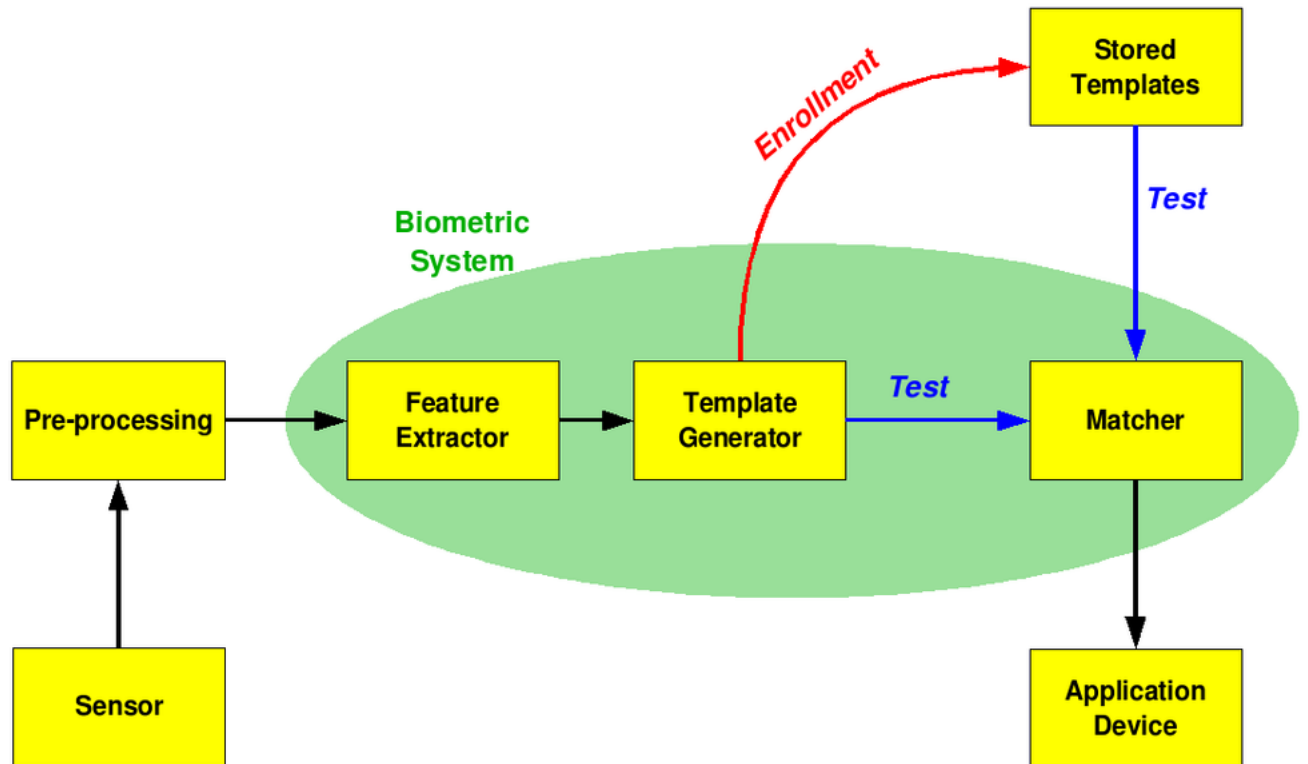 Stored
Templates
Enrollment
Test
Biometric
System
Pre-processing
Feature
Extractor
Template
Generator
Test
Matcher
Sensor
Application
Device